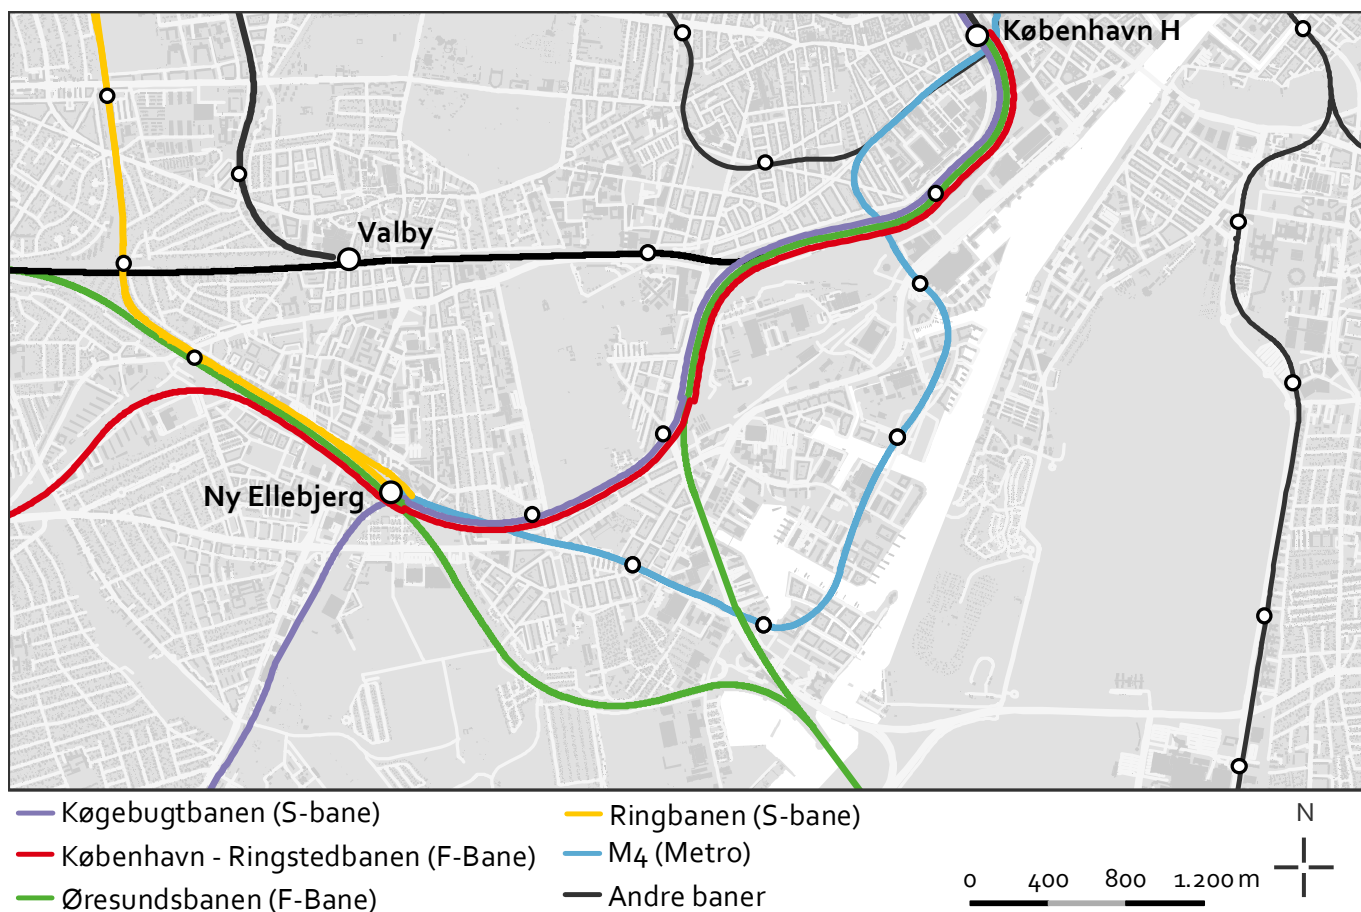 København H
Valby
Ny Ellebjerg
Køgebugtbanen (S-bane)
København - Ringstedbanen (F-Bane)
Øresundsbanen (F-Bane)
Ringbanen (S-bane)
M4 (Metro)
Andre baner
N
0 400 800 1.200 m